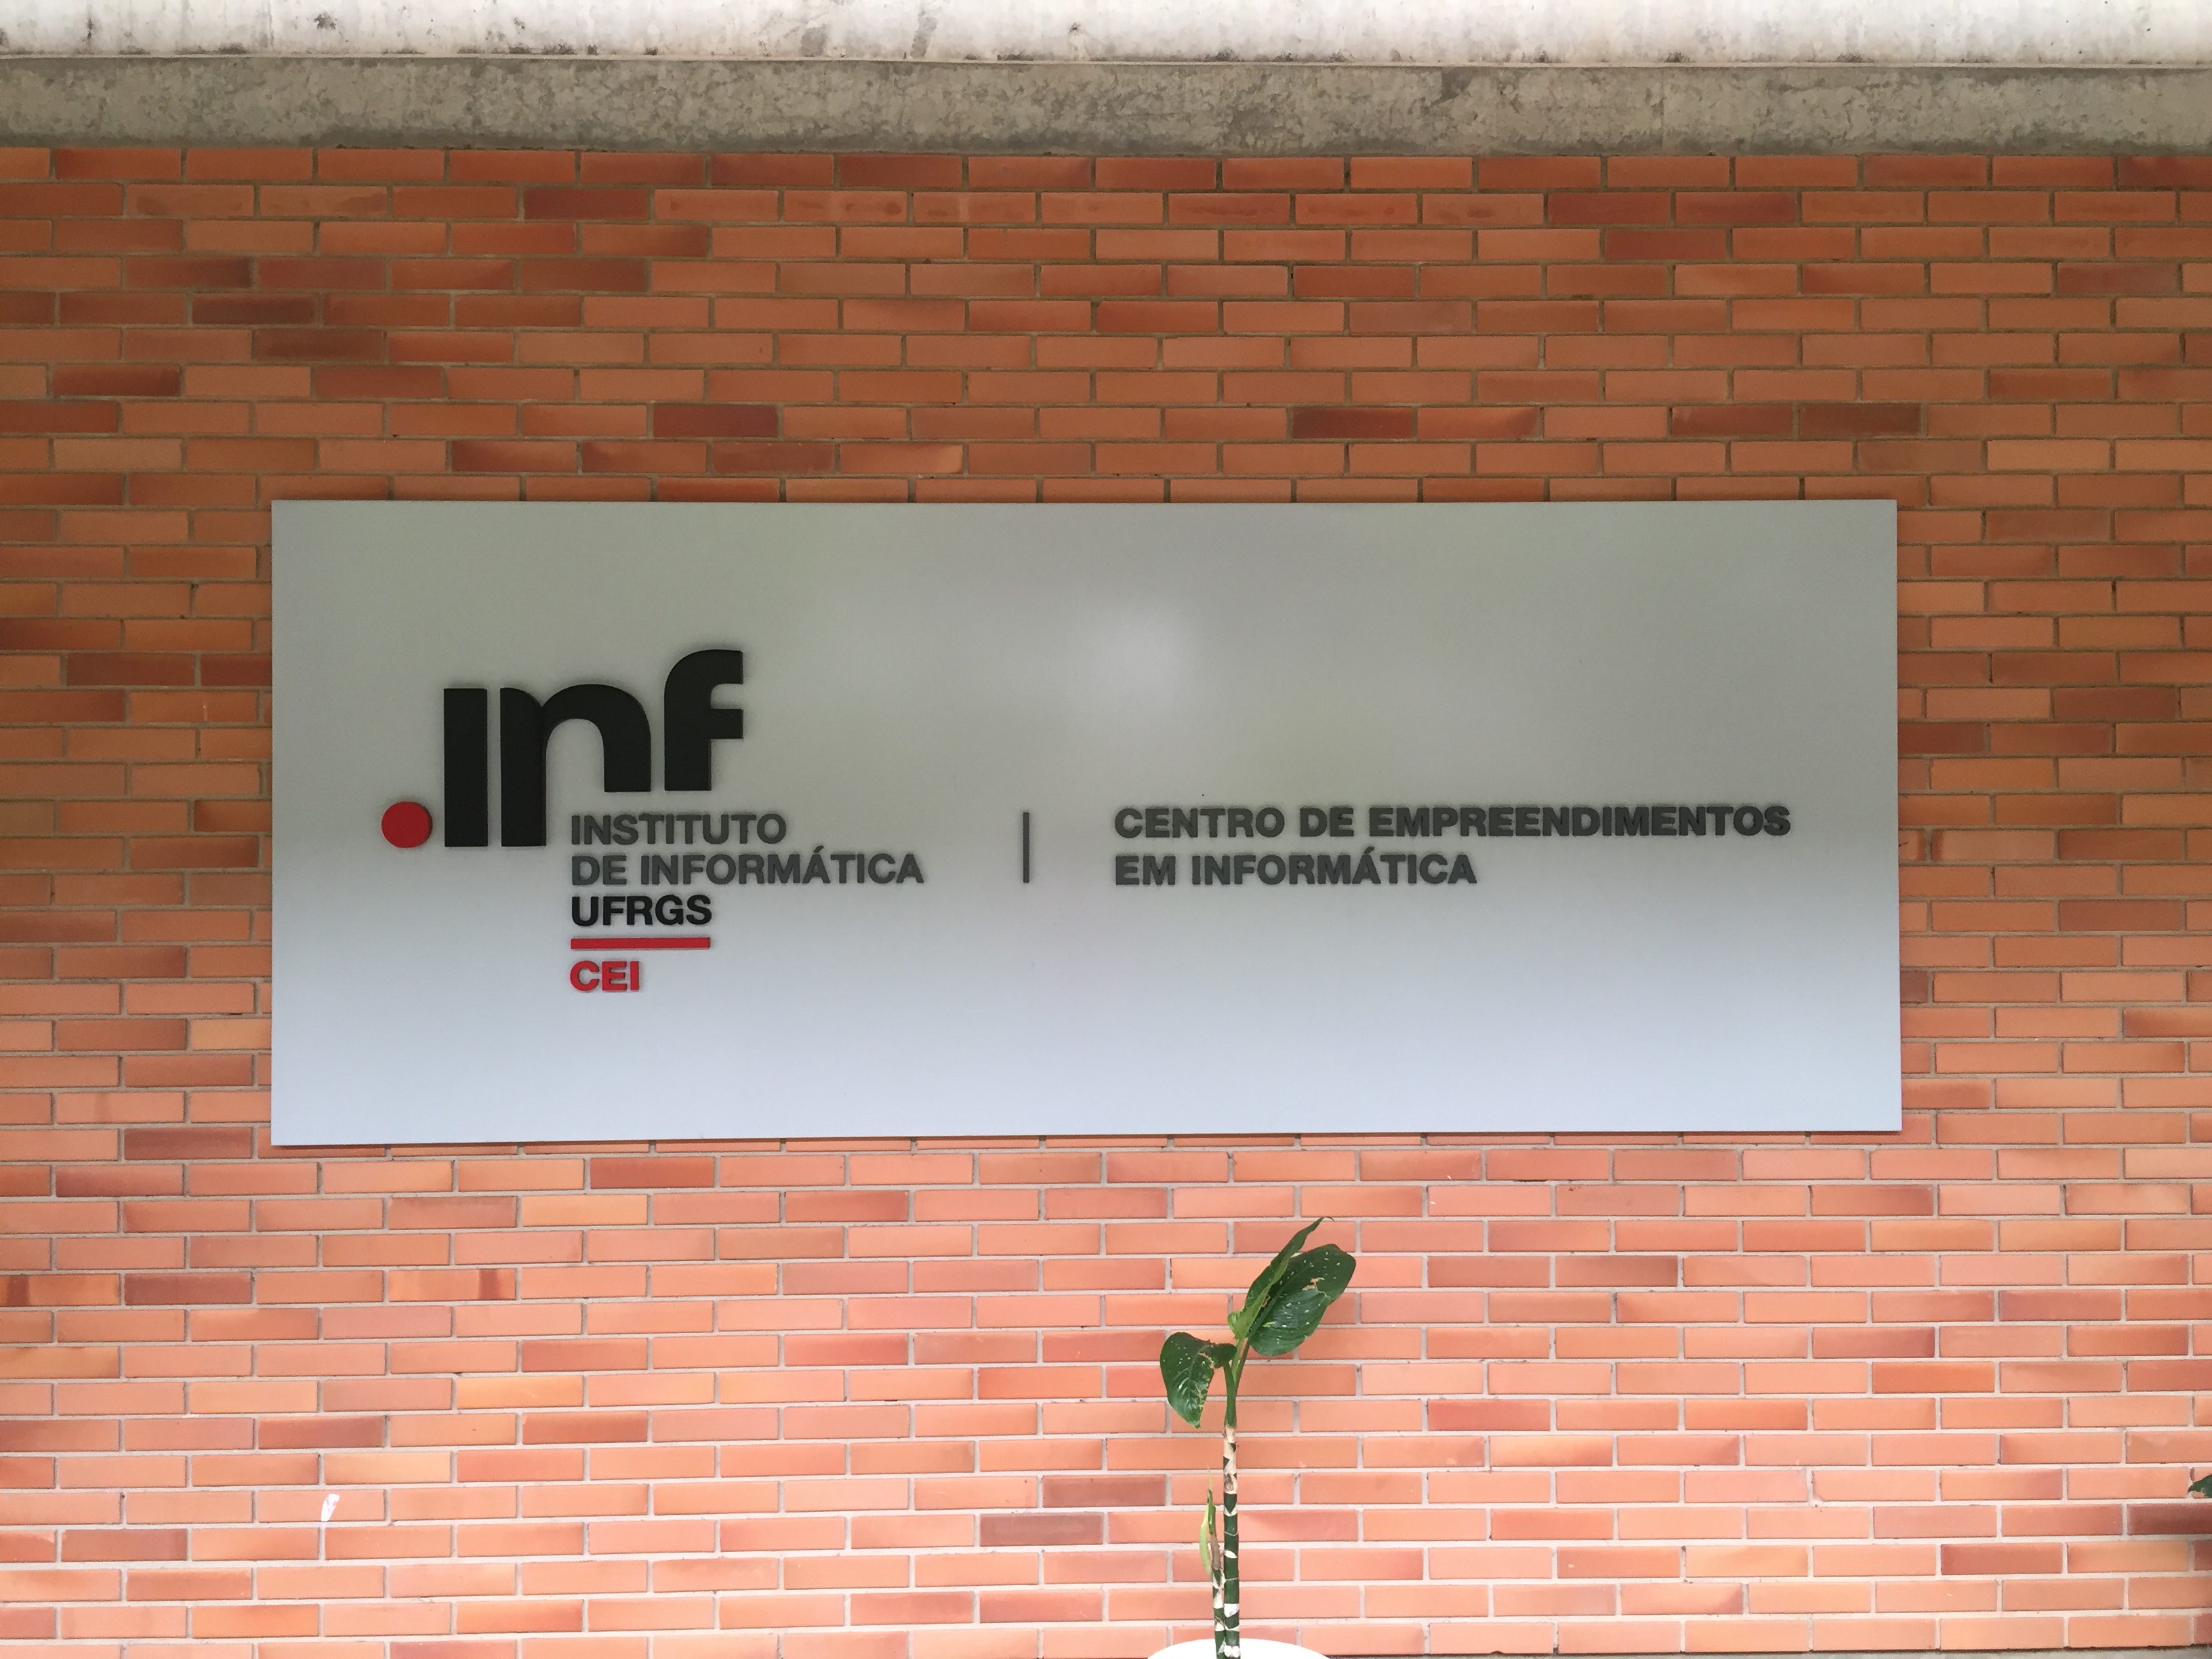 .inf
INSTITUTO
DE INFORMÁTICA
UFRGS
CEI
CENTRO DE EMPREENDIMENTOS
EM INFORMÁTICA